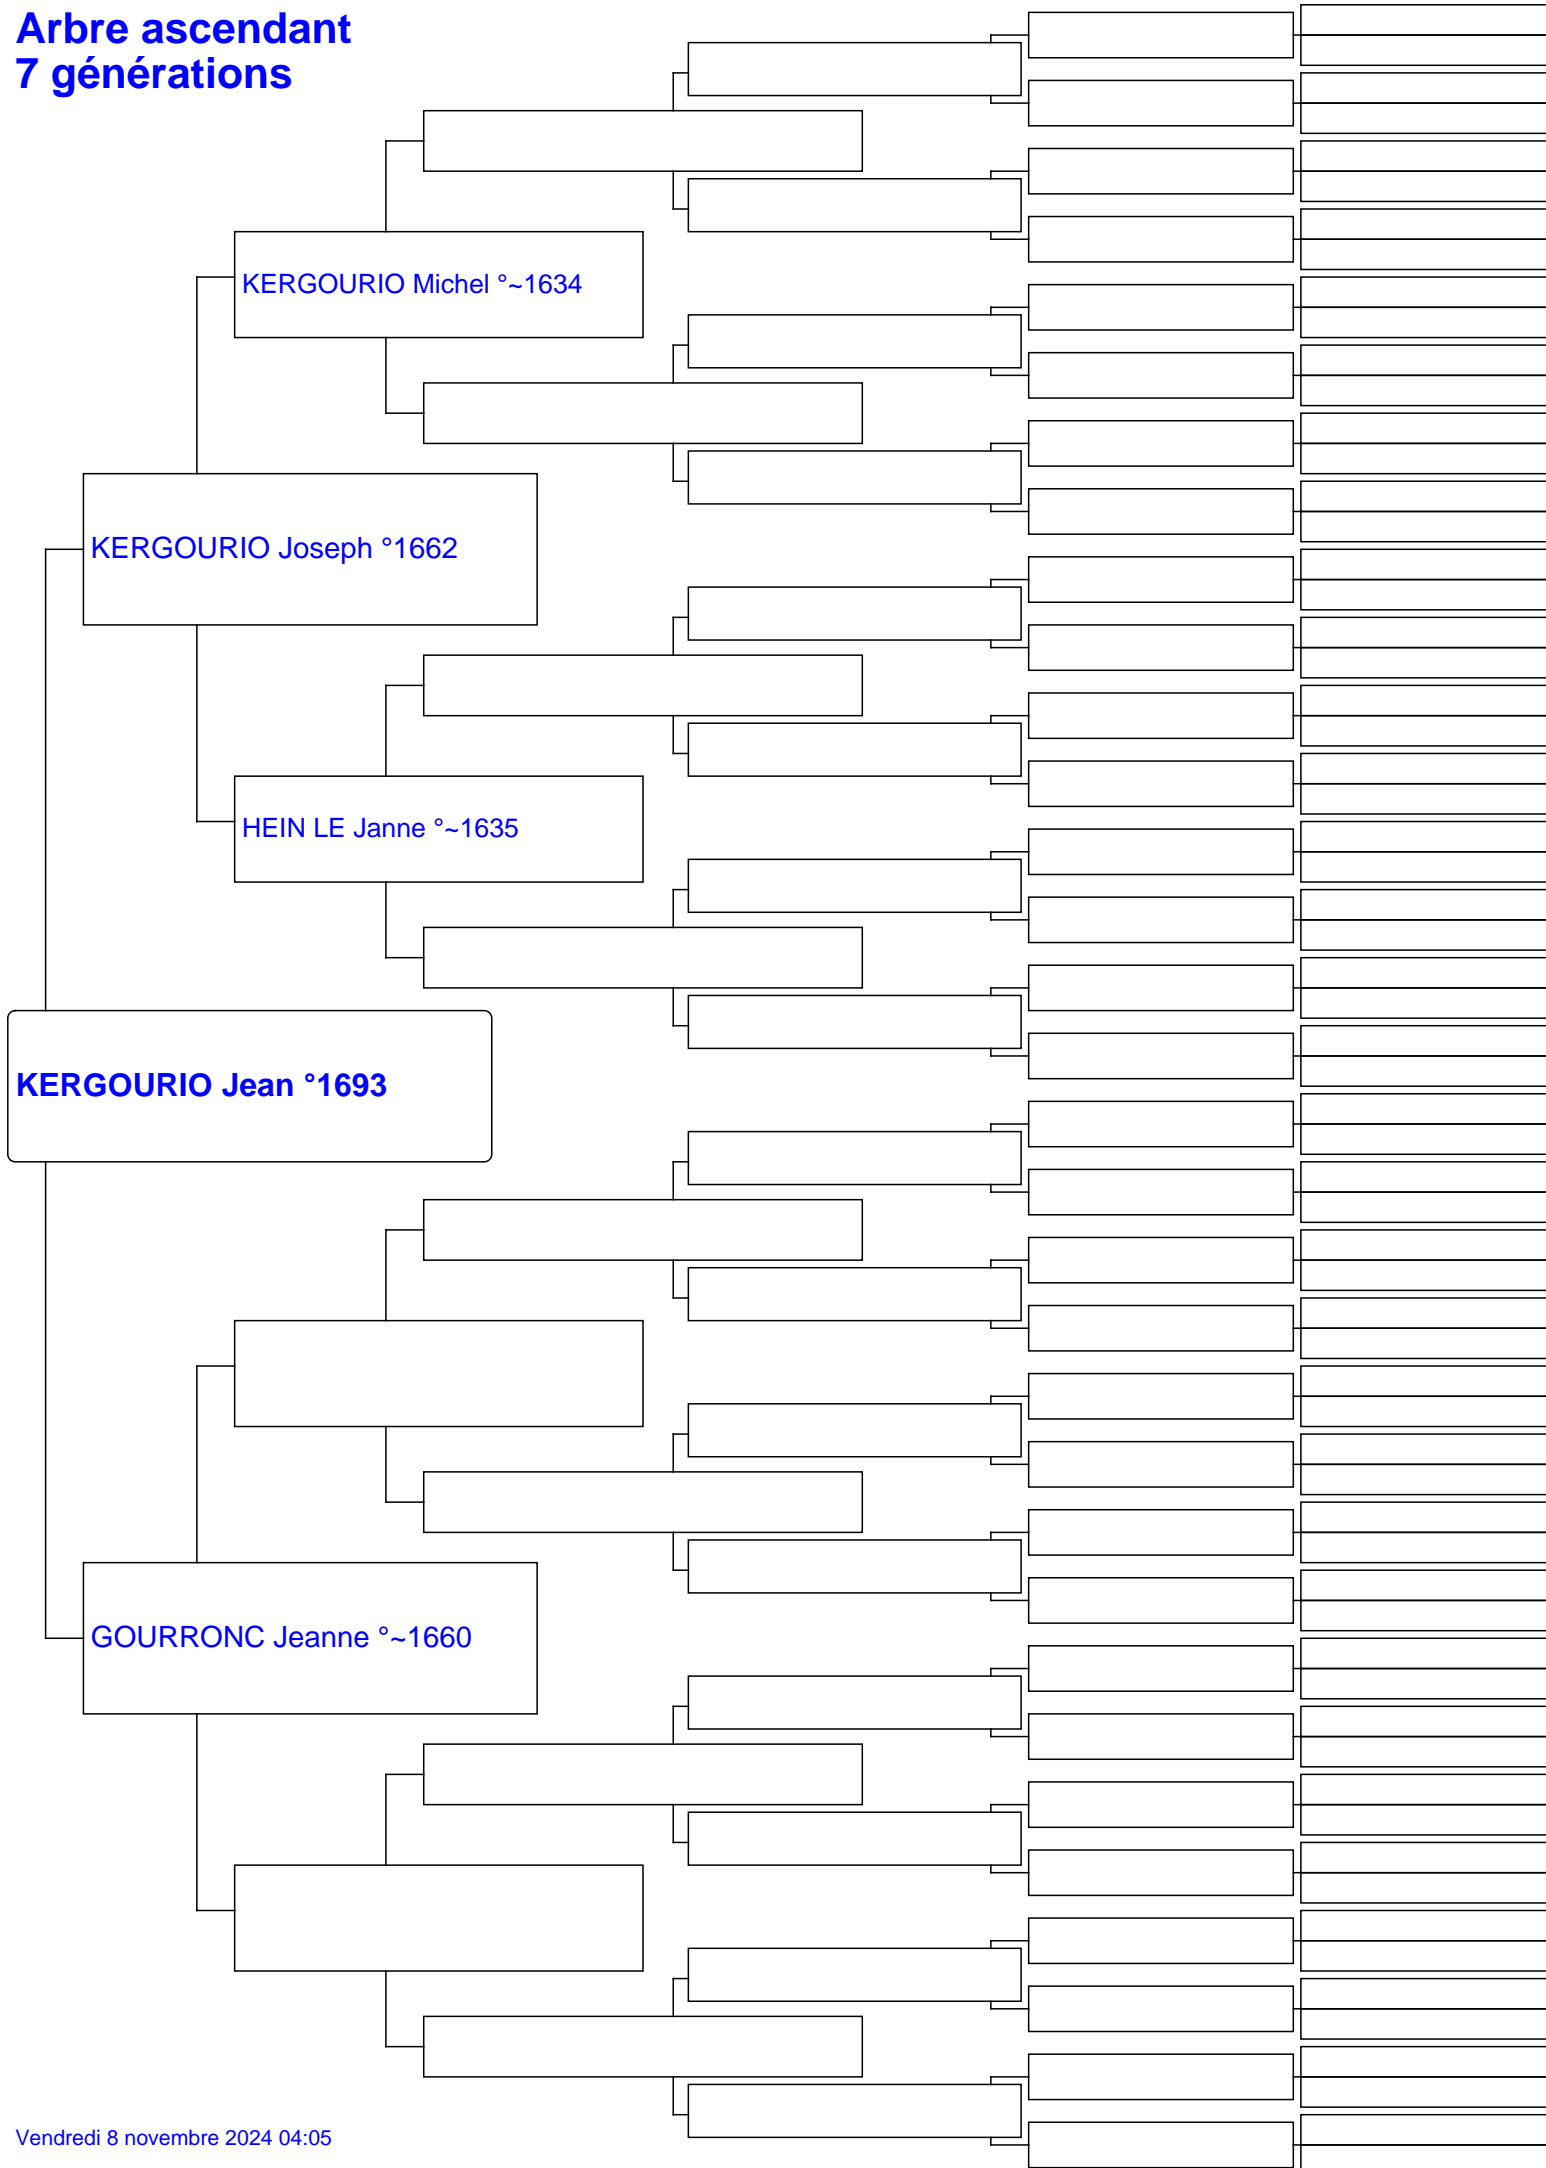 Arbre ascendant
7 générations
KERGOURIO Michel °~1634
KERGOURIO Joseph °1662
HEIN LE Janne °~1635
KERGOURIO Jean °1693
GOURRONC Jeanne °~1660
Vendredi 8 novembre 2024 04:05